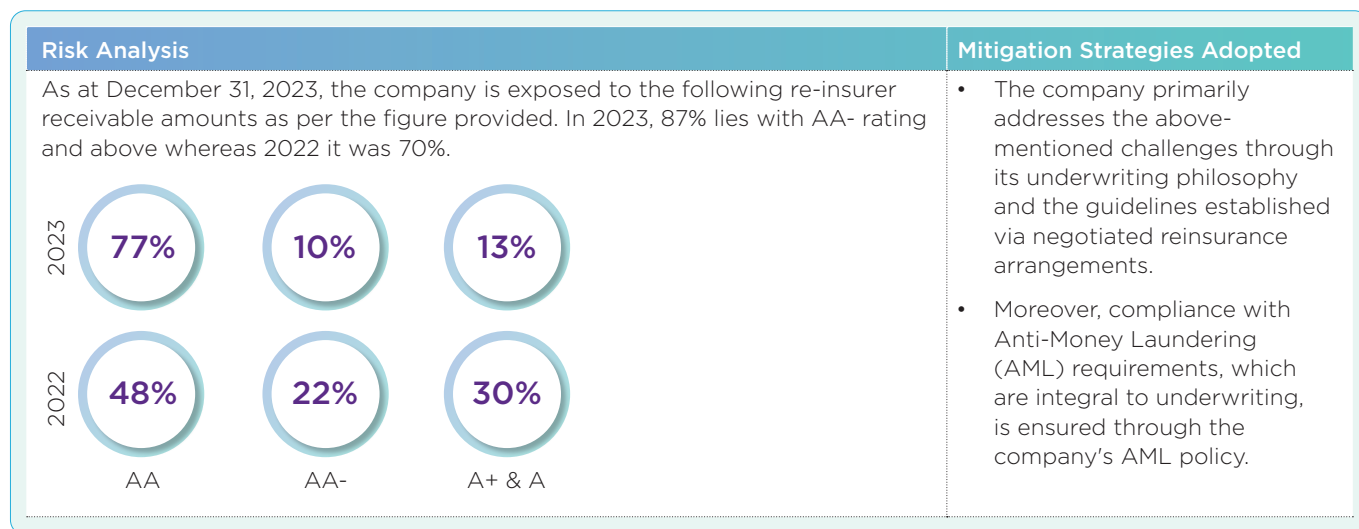 Risk Analysis
As at December 31, 2023, the company is exposed to the following re-insurer
receivable amounts as per the figure provided. In 2023, 87% lies with AA- rating
and above whereas 2022 it was 70%.
2023
77%
10%
13%
2022
48%
22%
30%
AA
AA-
A+ & A
Mitigation Strategies Adopted
• The company primarily
addresses the above-
mentioned challenges through
its underwriting philosophy
and the guidelines established
via negotiated reinsurance
arrangements.
• Moreover, compliance with
Anti-Money Laundering
(AML) requirements, which
are integral to underwriting,
is ensured through the
company's AML policy.